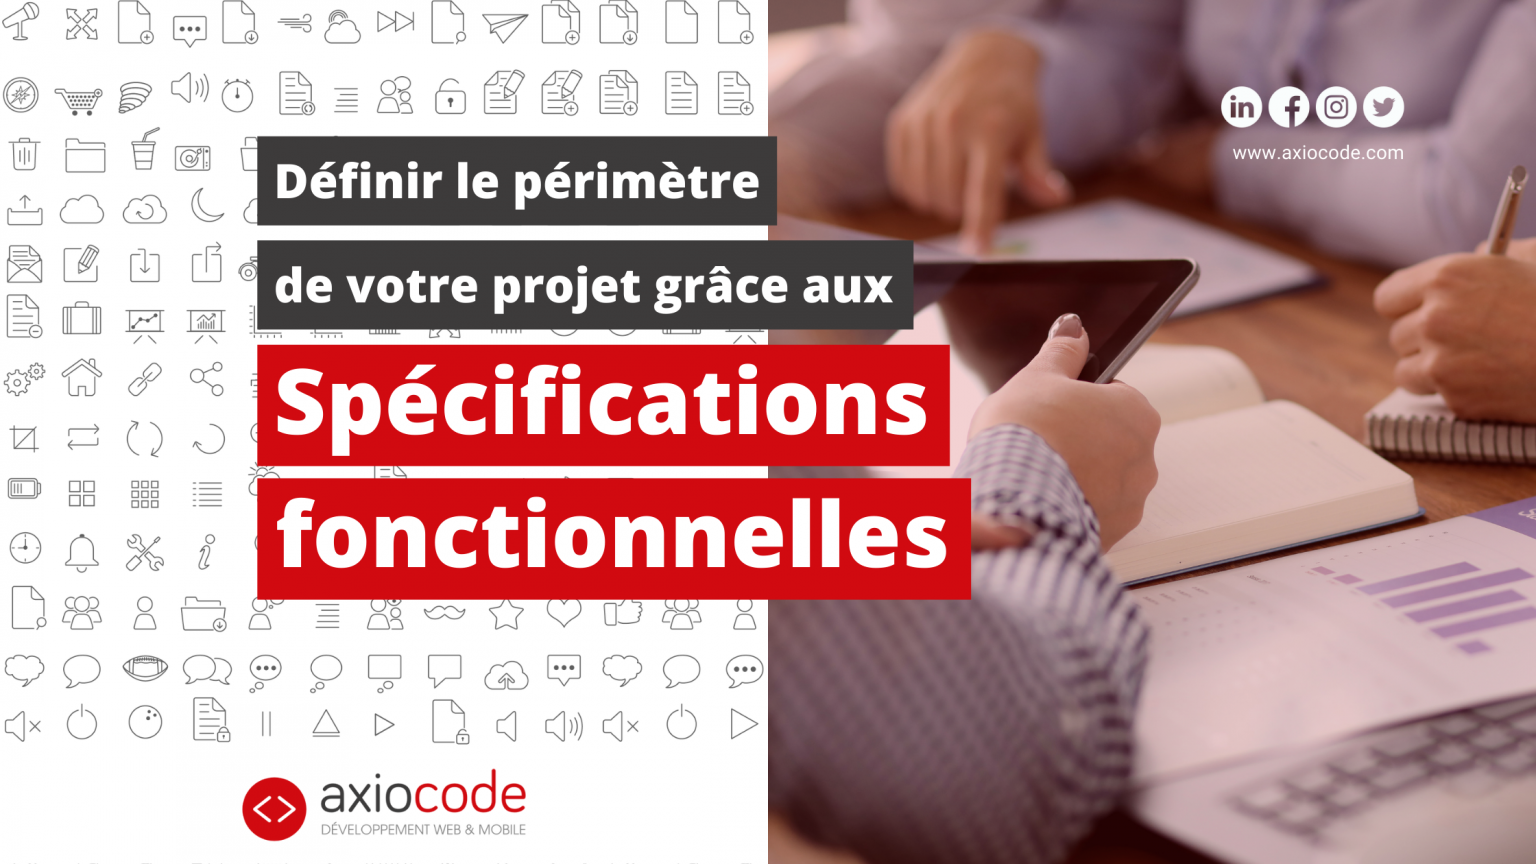 www.axiocode.com
Définir le périmètre
de votre projet grâce aux
Spécifications
fonctionnelles
axiocode
DÉVELOPPEMENT WEB & MOBILE